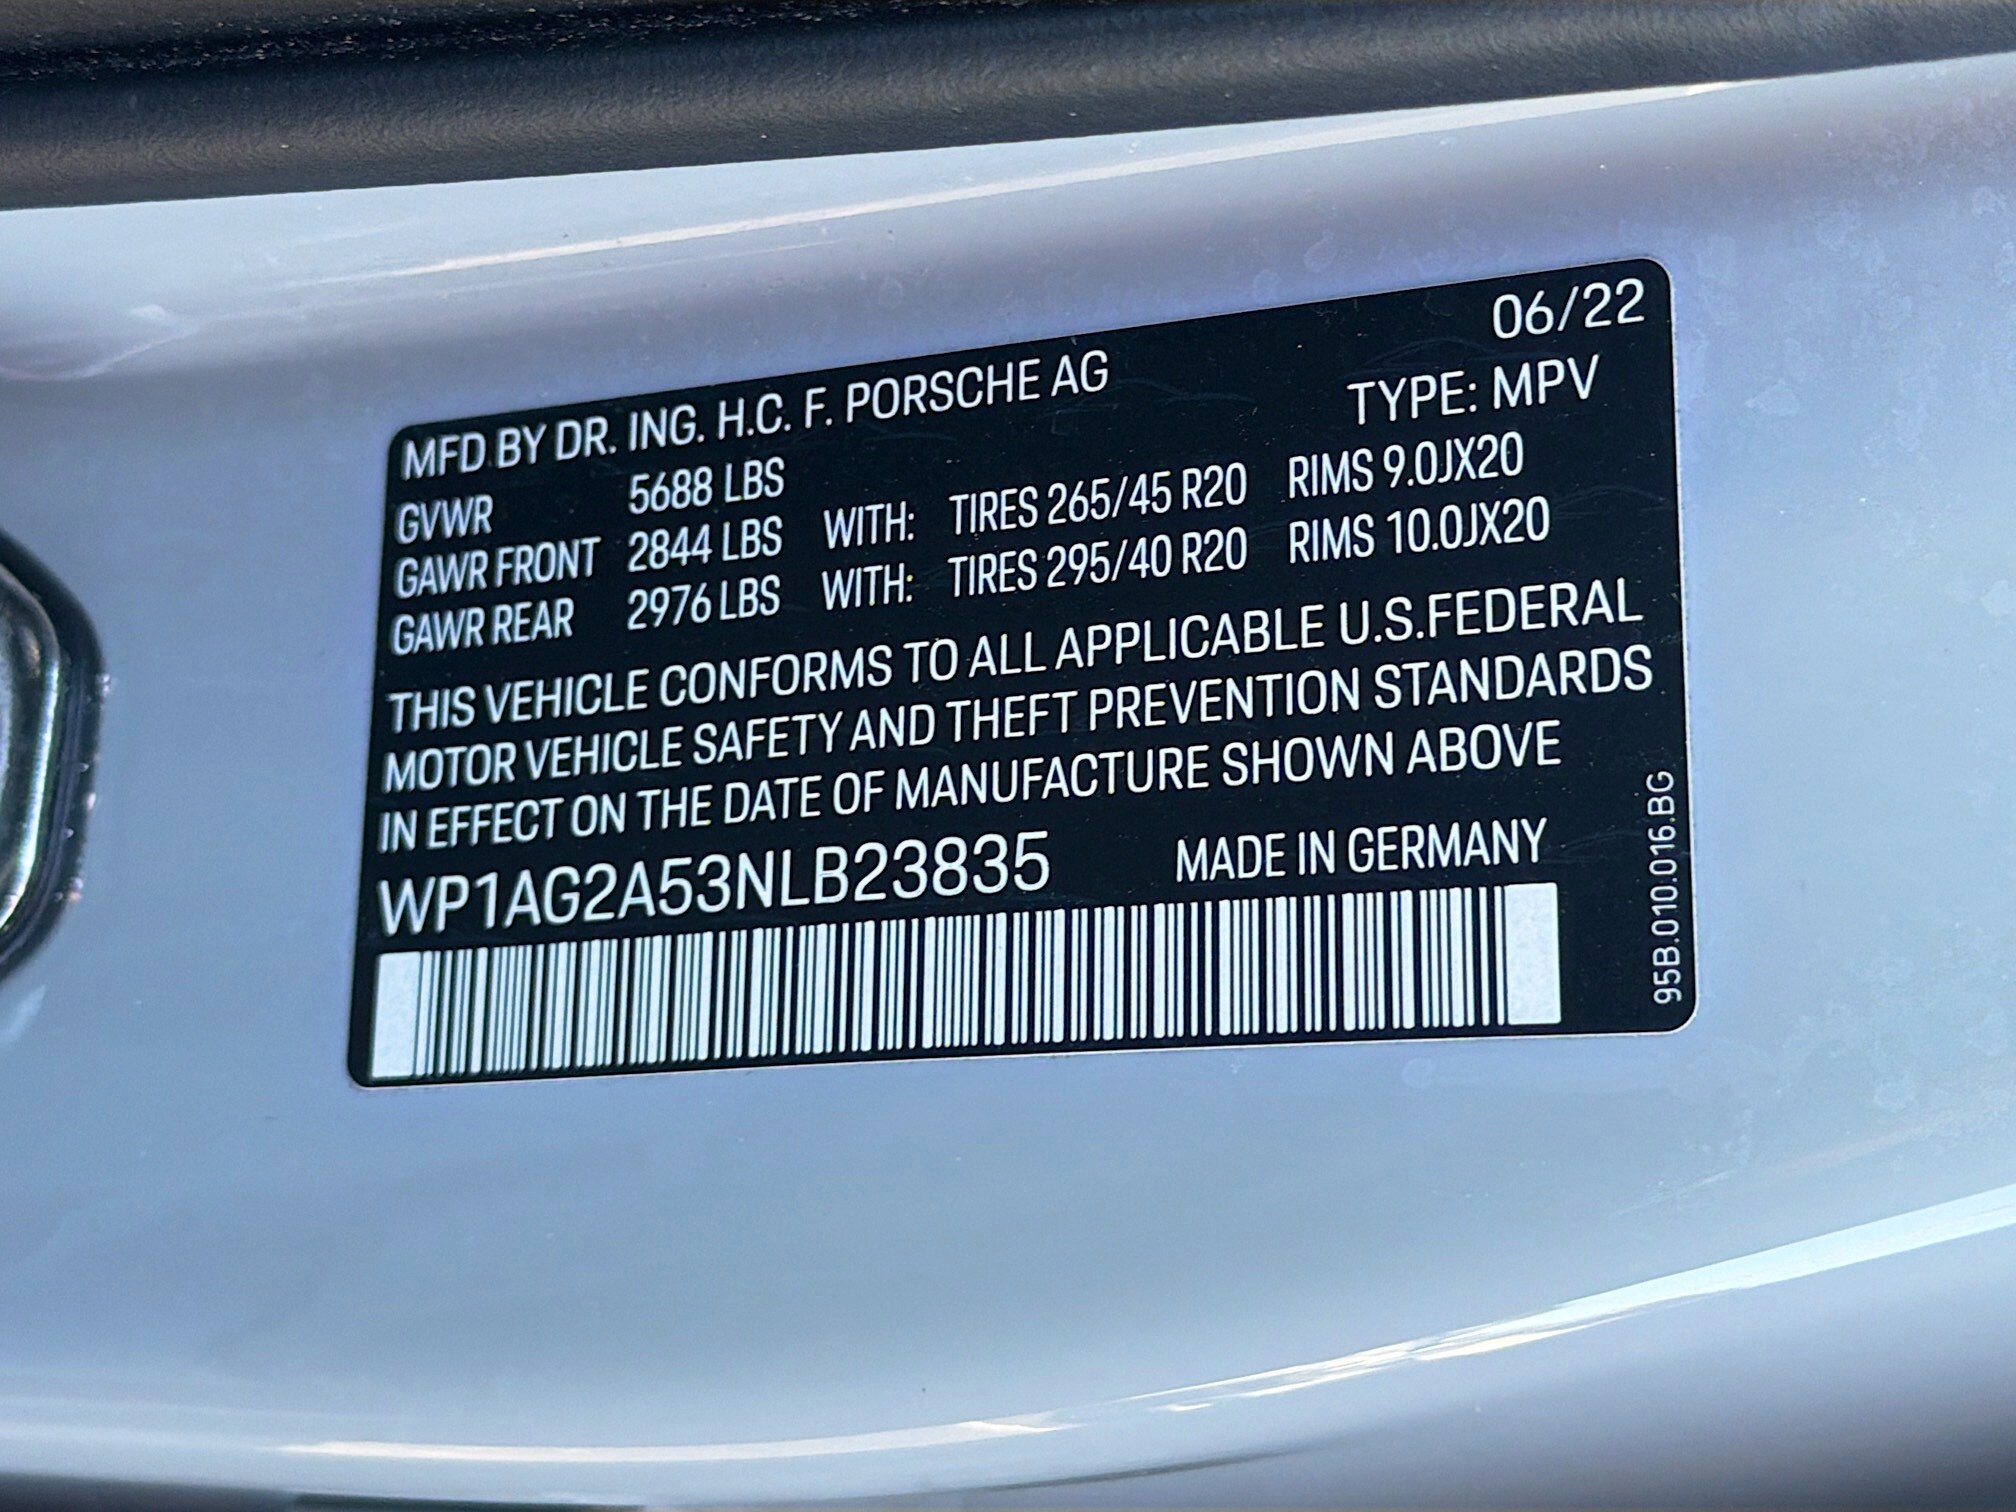 06/22
MFD BY DR. ING. H.C. F. PORSCHE AG
TYPE: MPV
GVWR 5688 LBS
GAWR FRONT 2844 LBS WITH: TIRES 265/45 R20 RIMS 9.0JX20
GAWR REAR 2976 LBS WITH: TIRES 295/40 R20 RIMS 10.0JX20
THIS VEHICLE CONFORMS TO ALL APPLICABLE U.S.FEDERAL
MOTOR VEHICLE SAFETY AND THEFT PREVENTION STANDARDS
IN EFFECT ON THE DATE OF MANUFACTURE SHOWN ABOVE
WP1AG2A53NLB23835 MADE IN GERMANY
95B.010.016.BG